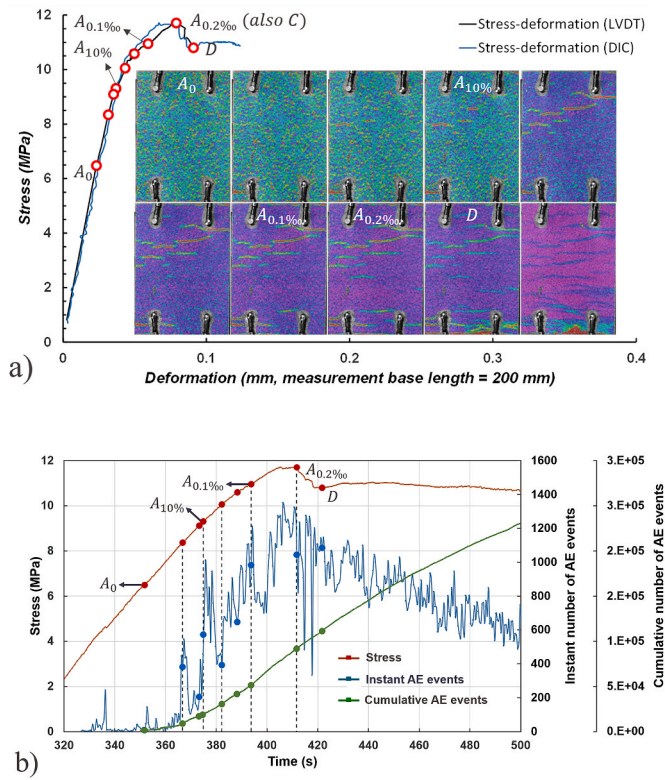 a)
12
10
8
6
4
2
0
Stress (MPa)
0
0.1
0.2
0.3
0.4
Deformation (mm, measurement base length = 200 mm)
A0.1‰
A10%
A0
A0.2‰ (also C)
D
Stress-deformation (LVDT)
Stress-deformation (DIC)
A0
A10%
A0.1‰
A0.2‰
D
b)
12
10
8
6
4
2
0
Stress (MPa)
320
340
360
380
400
420
440
460
480
500
Time (s)
A0
A10%
A0.1‰
A0.2‰
D
Stress
Instant AE events
Cumulative AE events
1600
1400
1200
1000
800
600
400
200
0
Instant number of AE events
3.E+05
3.E+05
2.E+05
2.E+05
1.E+05
5.E+04
0.E+00
Cumulative number of AE events